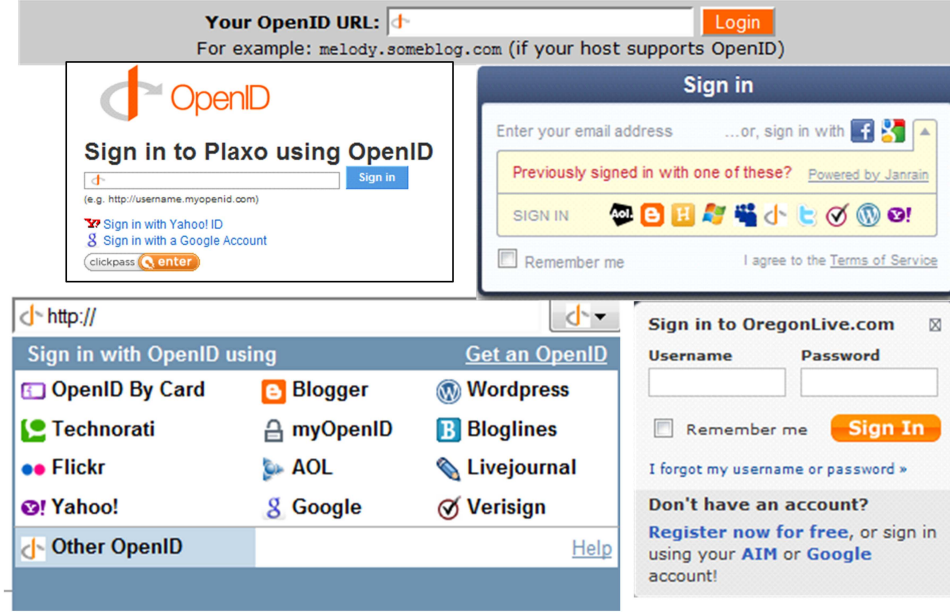 Your OpenID URL: Login
For example: melody.someblog.com (if your host supports OpenID)
OpenID
Sign in to Plaxo using OpenID
Sign in
(e.g. http://username.myopenid.com)
Sign in with Yahoo! ID
Sign in with a Google Account
clickpass enter
Sign in
Enter your email address ...or, sign in with
Previously signed in with one of these? Powered by Janrain
SIGN IN Aol.
Remember me I agree to the Terms of Service
http://
Sign in with OpenID using Get an OpenID
OpenID By Card Blogger Wordpress
Technorati myOpenID Bloglines
Flickr AOL Livejournal
Yahoo! Google Verisign
Other OpenID Help
Sign in to OregonLive.com
Username Password
Remember me Sign In
I forgot my username or password »
Don't have an account?
Register now for free, or sign in
using your AIM or Google
account!